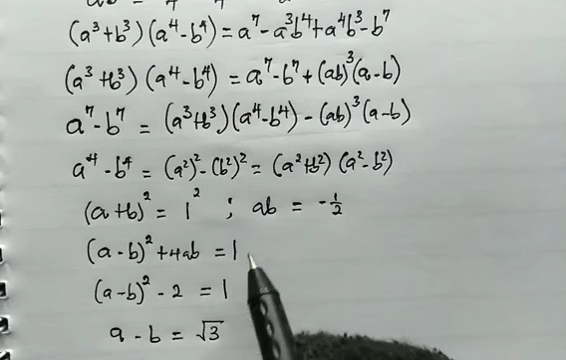 (a³+b³)(a⁴-b⁴)=a⁷-a³b⁴+a⁴b³-b⁷
(a³+b³)(a⁴-b⁴)=a⁷-b⁷+(ab)³(a-b)
a⁷-b⁷=(a³+b³)(a⁴-b⁴)-(ab)³(a-b)
a⁴-b⁴=(a²)²-(b²)²=(a²+b²)(a²-b²)
(a+b)²=1² ; ab=-1/2
(a-b)²+4ab=1
(a-b)²-2=1
a-b=√3